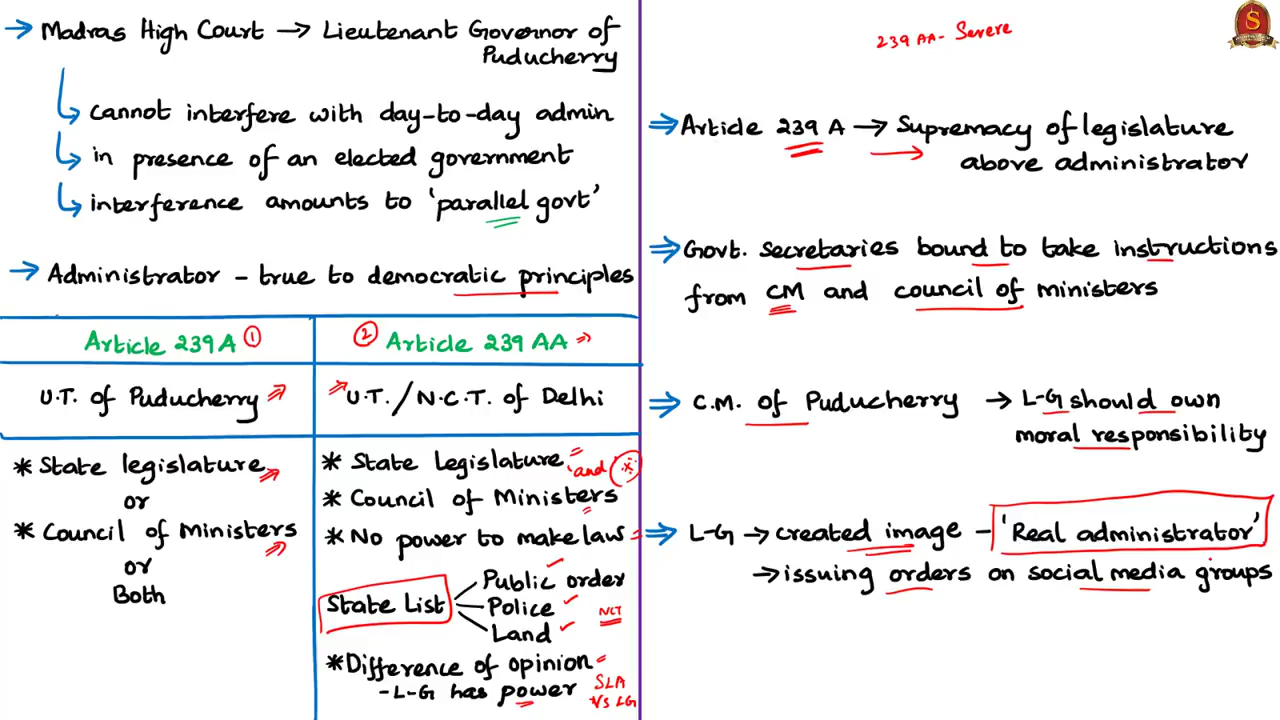 → Madras High Court → Lieutenant Governor of
Puducherry
cannot interfere with day-to-day admin
in presence of an elected government
interference amounts to 'parallel govt'
→ Administrator - true to democratic principles
Article 239 A ①
② Article 239 AA
U.T. of Puducherry
U.T./N.C.T. of Delhi
* State legislature
or
* Council of Ministers
or
Both
* State Legislature and
* Council of Ministers
* No power to make law
State List
Public order
Police
Land
NCT
* Difference of opinion
- L-G has power
SLA
Vs LG
239 AA - Severe
S
⇒ Article 239 A → Supremacy of legislature
above administrator
⇒ Govt. secretaries bound to take instructions
from CM and council of ministers
⇒ C.M. of Puducherry → L-G should own
moral responsibility
⇒ L-G → created image - 'Real administrator'
→ issuing orders on social media groups